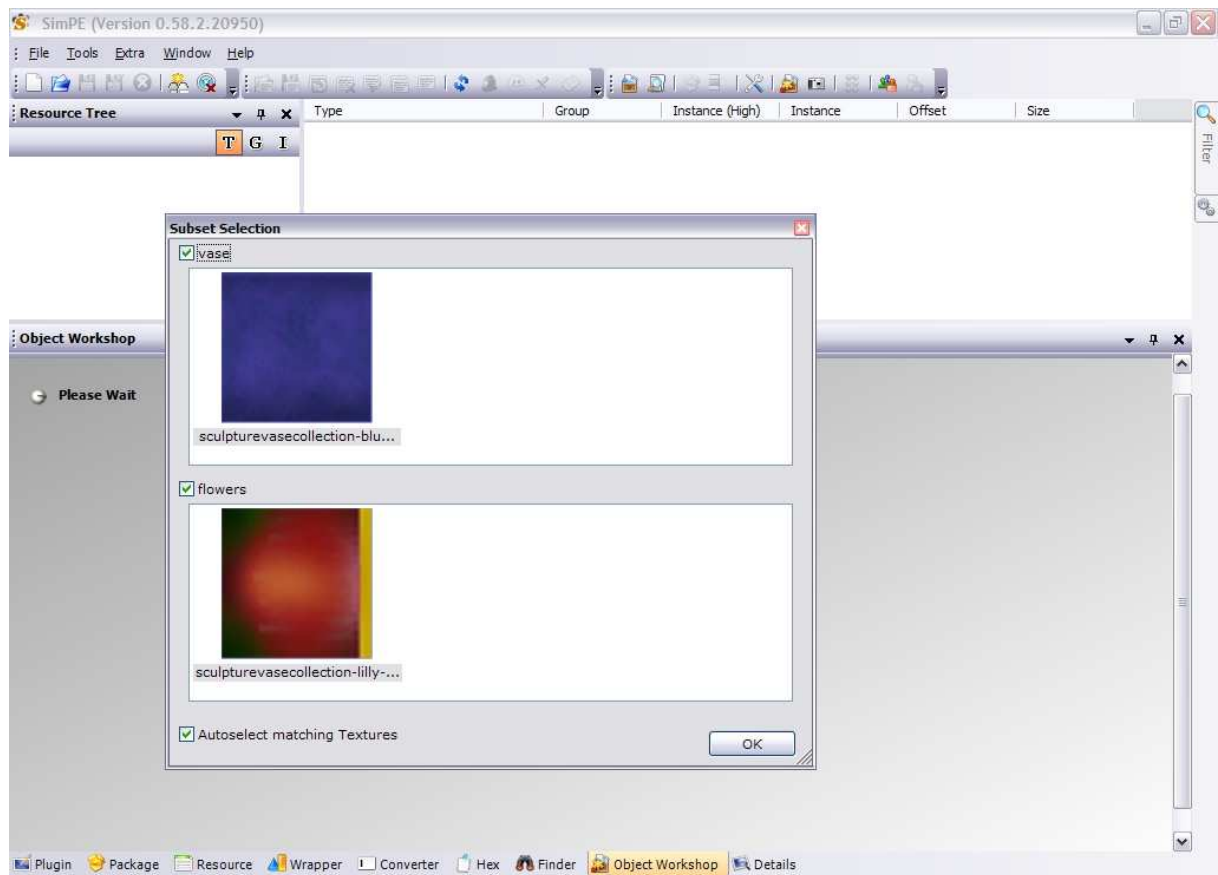 SimPE (Version 0.58.2.20950)
File Tools Extra Window Help
Resource Tree
T G I
Type Group Instance (High) Instance Offset Size
Filter
Subset Selection
vase
sculpturevasecollection-blu...
flowers
sculpturevasecollection-lilly-...
Autoselect matching Textures
OK
Object Workshop
Please Wait
Plugin Package Resource Wrapper Converter Hex Finder Object Workshop Details